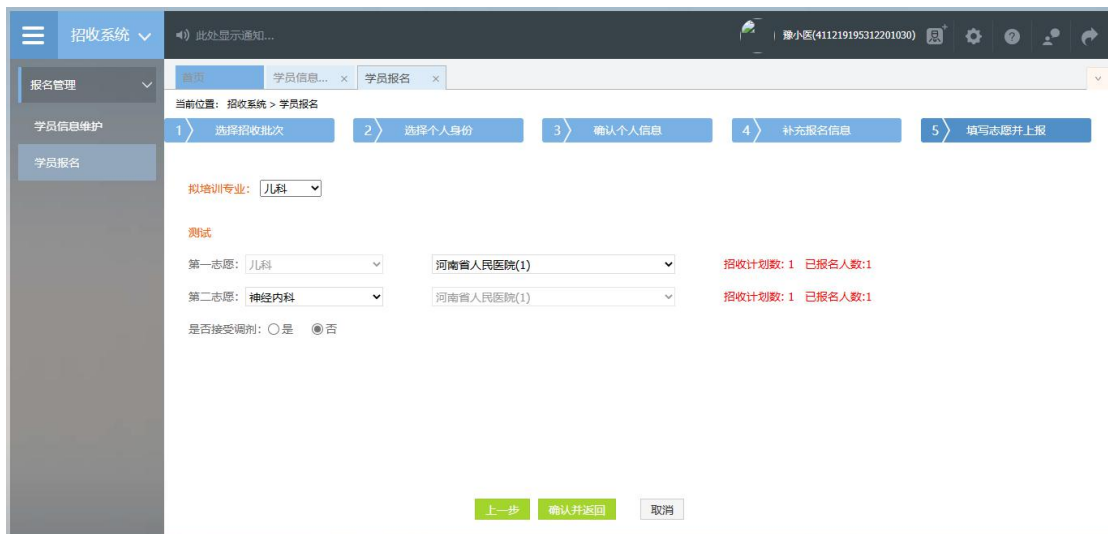 招收系统
此处显示通知...
豫小医(411219195312201030)
报名管理
学员信息维护
学员报名
首页
学员信息...
学员报名
当前位置: 招收系统 > 学员报名
1 选择招收批次
2 选择个人身份
3 确认个人信息
4 补充报名信息
5 填写志愿并上报
拟培训专业: 儿科
测试
第一志愿: 儿科 河南省人民医院(1) 招收计划数: 1 已报名人数:1
第二志愿: 神经内科 河南省人民医院(1) 招收计划数: 1 已报名人数:1
是否接受调剂: 是 否
上一步 确认并返回 取消